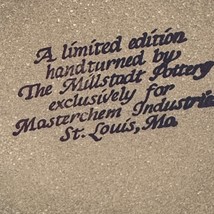 A limited edition
handturned by
The Millstadt Pottery
exclusively for
Masterchem Industries
St. Louis, Mo.